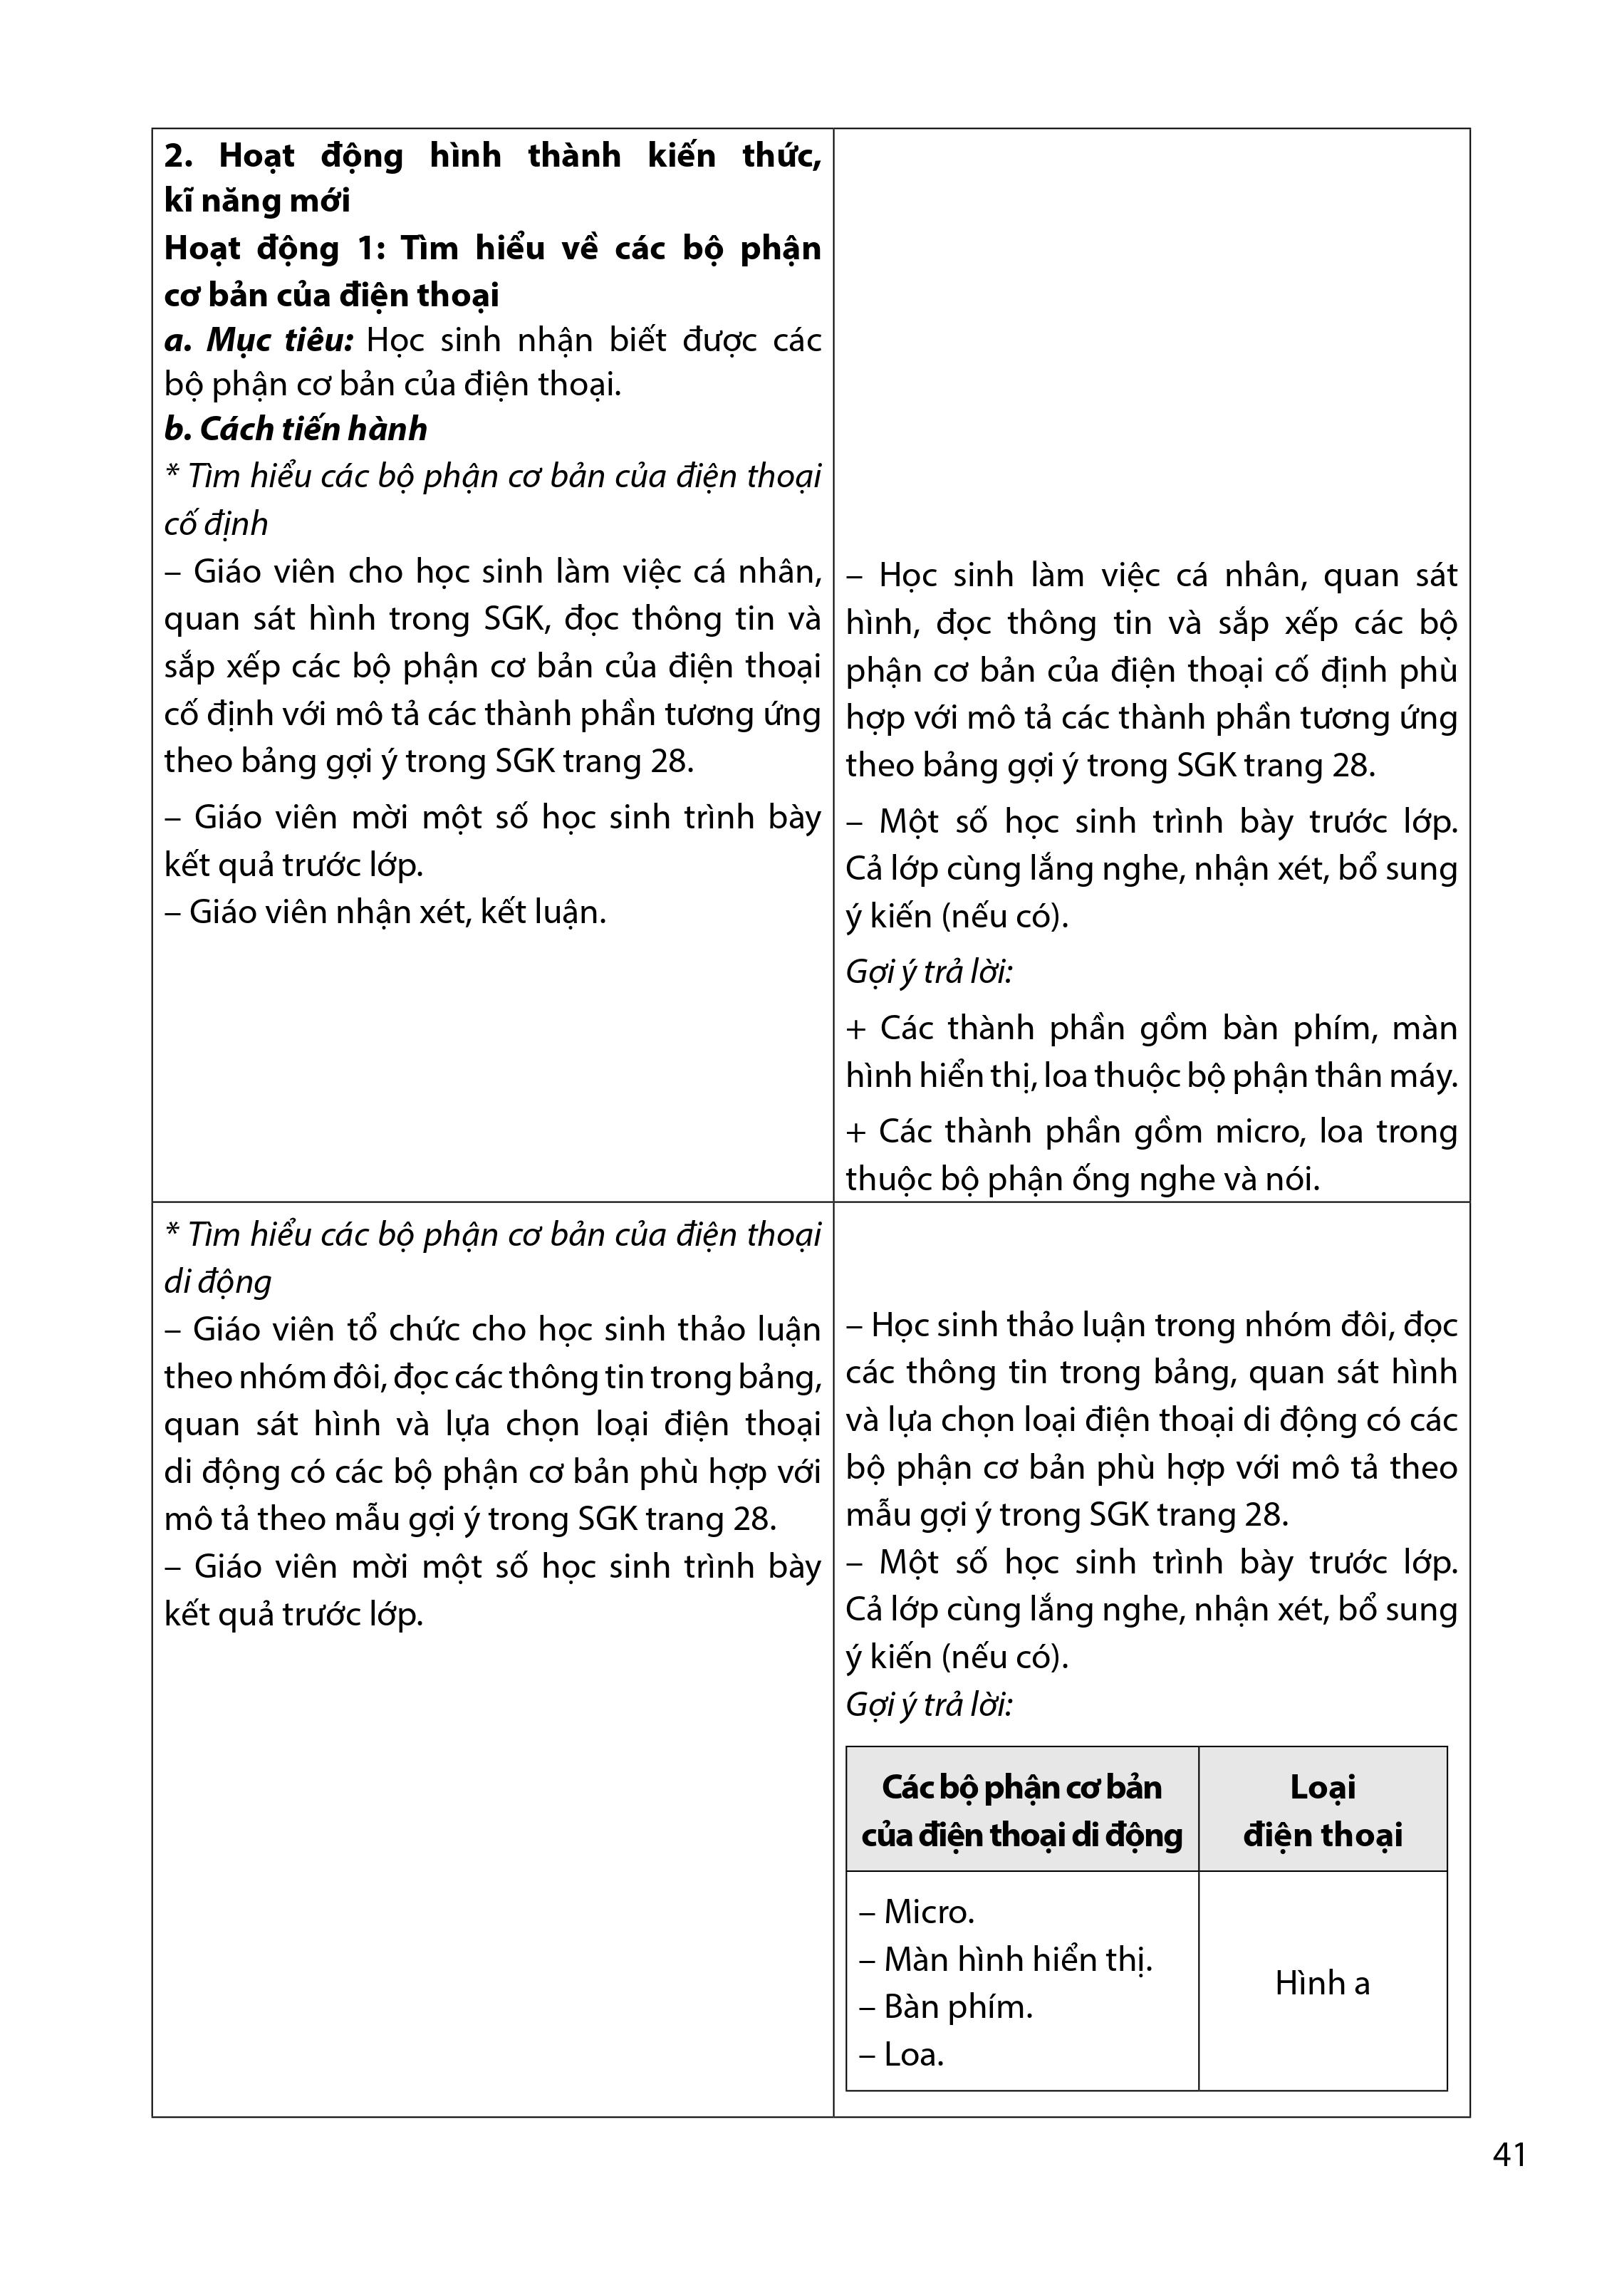 2. Hoạt động hình thành kiến thức,
kĩ năng mới
Hoạt động 1: Tìm hiểu về các bộ phận
cơ bản của điện thoại
a. Mục tiêu: Học sinh nhận biết được các
bộ phận cơ bản của điện thoại.
b. Cách tiến hành
* Tìm hiểu các bộ phận cơ bản của điện thoại
cố định
– Giáo viên cho học sinh làm việc cá nhân,
quan sát hình trong SGK, đọc thông tin và
sắp xếp các bộ phận cơ bản của điện thoại
cố định với mô tả các thành phần tương ứng
theo bảng gợi ý trong SGK trang 28.
– Giáo viên mời một số học sinh trình bày
kết quả trước lớp.
– Giáo viên nhận xét, kết luận.
– Học sinh làm việc cá nhân, quan sát
hình, đọc thông tin và sắp xếp các bộ
phận cơ bản của điện thoại cố định phù
hợp với mô tả các thành phần tương ứng
theo bảng gợi ý trong SGK trang 28.
– Một số học sinh trình bày trước lớp.
Cả lớp cùng lắng nghe, nhận xét, bổ sung
ý kiến (nếu có).
Gợi ý trả lời:
+ Các thành phần gồm bàn phím, màn
hình hiển thị, loa thuộc bộ phận thân máy.
+ Các thành phần gồm micro, loa trong
thuộc bộ phận ống nghe và nói.
* Tìm hiểu các bộ phận cơ bản của điện thoại
di động
– Giáo viên tổ chức cho học sinh thảo luận
theo nhóm đôi, đọc các thông tin trong bảng,
quan sát hình và lựa chọn loại điện thoại
di động có các bộ phận cơ bản phù hợp với
mô tả theo mẫu gợi ý trong SGK trang 28.
– Giáo viên mời một số học sinh trình bày
kết quả trước lớp.
– Học sinh thảo luận trong nhóm đôi, đọc
các thông tin trong bảng, quan sát hình
và lựa chọn loại điện thoại di động có các
bộ phận cơ bản phù hợp với mô tả theo
mẫu gợi ý trong SGK trang 28.
– Một số học sinh trình bày trước lớp.
Cả lớp cùng lắng nghe, nhận xét, bổ sung
ý kiến (nếu có).
Gợi ý trả lời:
Các bộ phận cơ bản
của điện thoại di động
Loại
điện thoại
– Micro.
– Màn hình hiển thị.
– Bàn phím.
– Loa.
Hình a
41